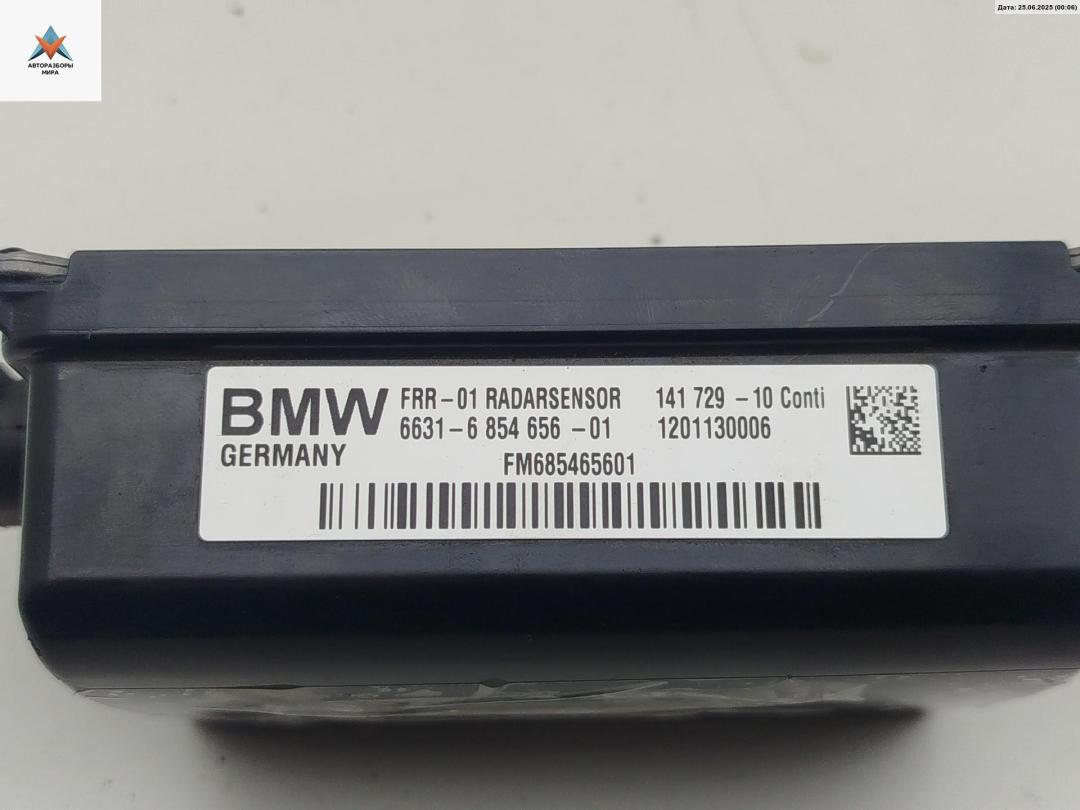 АВТОРАЗБОРЫ
МИРА
Дата: 25.06.2025 (00:06)
BMW FRR-01 RADARSENSOR 141 729 -10 Conti
6631-6 854 656 -01 1201130006
GERMANY FM685465601